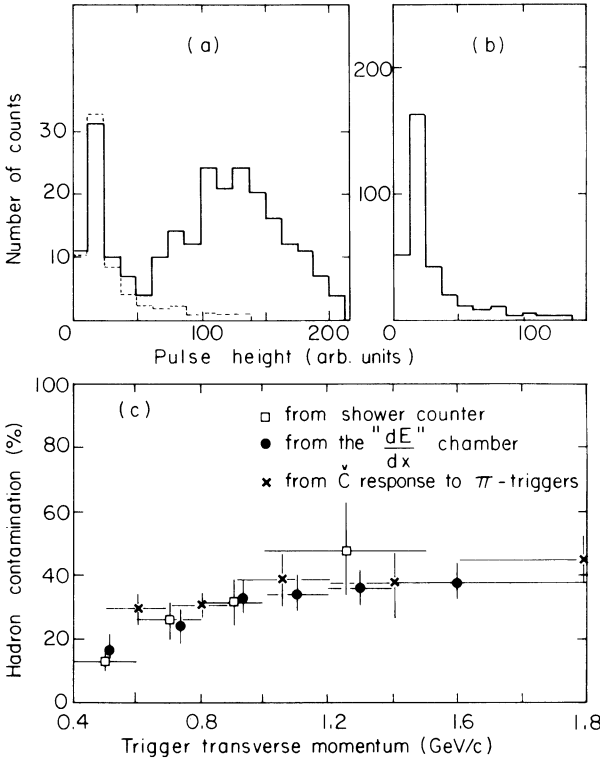 (a)
(b)
Number of counts
30
20
10
0
200
100
0 100 200
0 100
Pulse height (arb. units)
(c)
Hadron contamination (%)
100
80
60
40
20
0
□ from shower counter
● from the "dE/dx" chamber
× from Č response to π-triggers
0.4 0.8 1.2 1.6 1.8
Trigger transverse momentum (GeV/c)